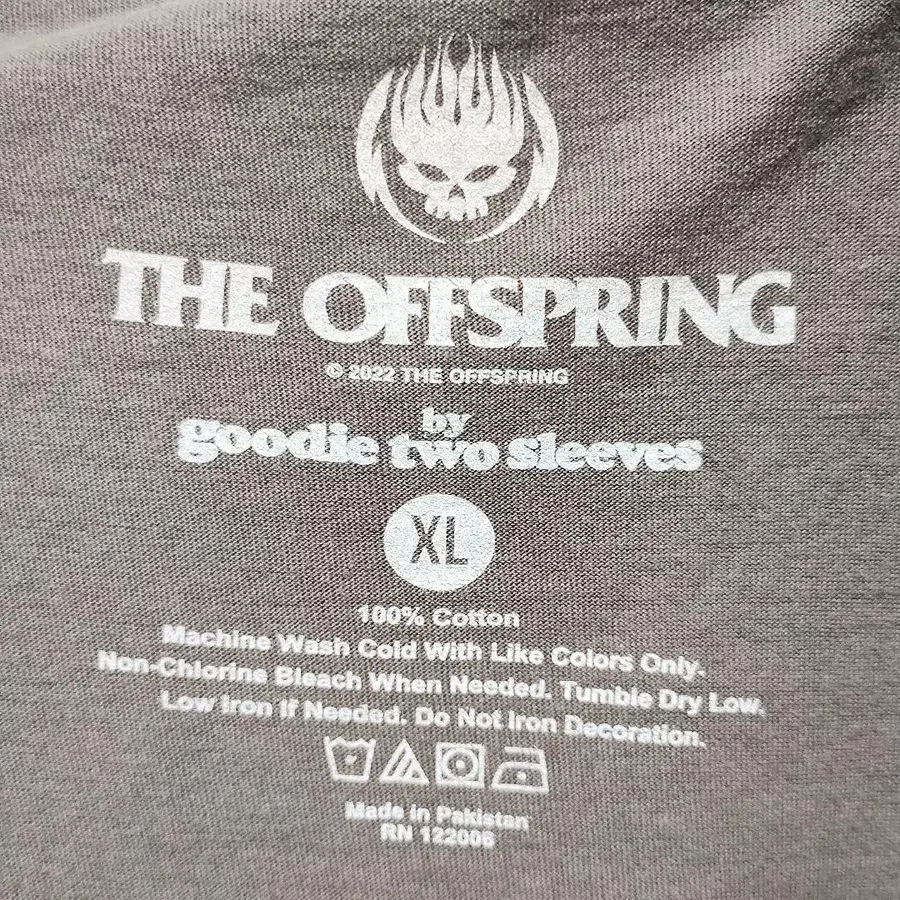 THE OFFSPRING
© 2022 THE OFFSPRING
by
goodie two sleeves
XL
100% Cotton
Machine Wash Cold With Like Colors Only.
Non-Chlorine Bleach When Needed. Tumble Dry Low.
Low Iron If Needed. Do Not Iron Decoration.
Made in Pakistan
RN 122006